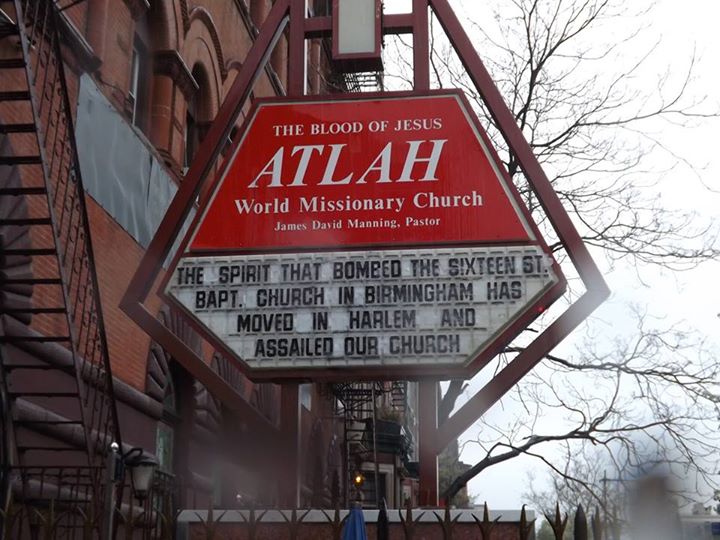 THE BLOOD OF JESUS
ATLAH
World Missionary Church
James David Manning, Pastor
THE SPIRIT THAT BOMBED THE SIXTEEN ST.
BAPT. CHURCH IN BIRMINGHAM HAS
MOVED IN HARLEM AND
ASSAILED OUR CHURCH